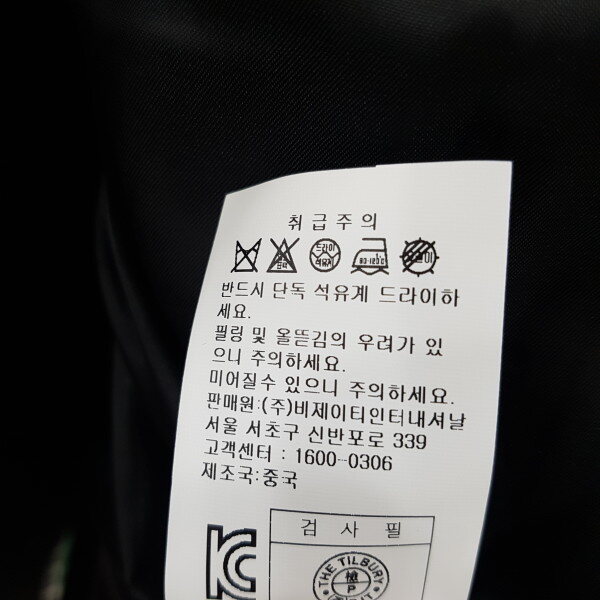 취급주의
드라이
석유계
80-120℃
반드시 단독 석유계 드라이하
세요.
필링 및 올뜯김의 우려가 있
으니 주의하세요.
미어질수 있으니 주의하세요.
판매원:(주)비제이티인터내셔날
서울 서초구 신반포로 339
고객센터 : 1600-0306
제조국:중국
검 사 필
THE TILBURY
檢
P